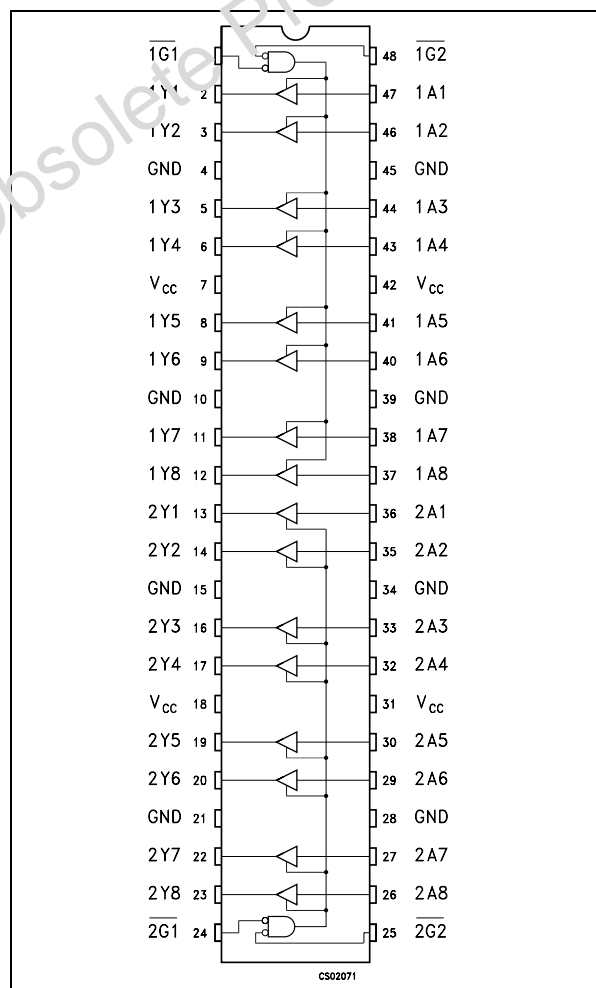 Obsolete Pr
1G1 48 1G2
1Y1 2 47 1A1
1Y2 3 46 1A2
GND 4 45 GND
1Y3 5 44 1A3
1Y4 6 43 1A4
Vcc 7 42 Vcc
1Y5 8 41 1A5
1Y6 9 40 1A6
GND 10 39 GND
1Y7 11 38 1A7
1Y8 12 37 1A8
2Y1 13 36 2A1
2Y2 14 35 2A2
GND 15 34 GND
2Y3 16 33 2A3
2Y4 17 32 2A4
Vcc 18 31 Vcc
2Y5 19 30 2A5
2Y6 20 29 2A6
GND 21 28 GND
2Y7 22 27 2A7
2Y8 23 26 2A8
2G1 24 25 2G2
CS02071